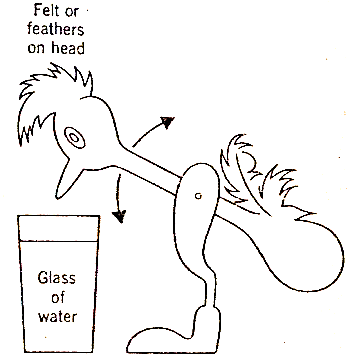 Felt or
feathers
on head
Glass
of
water